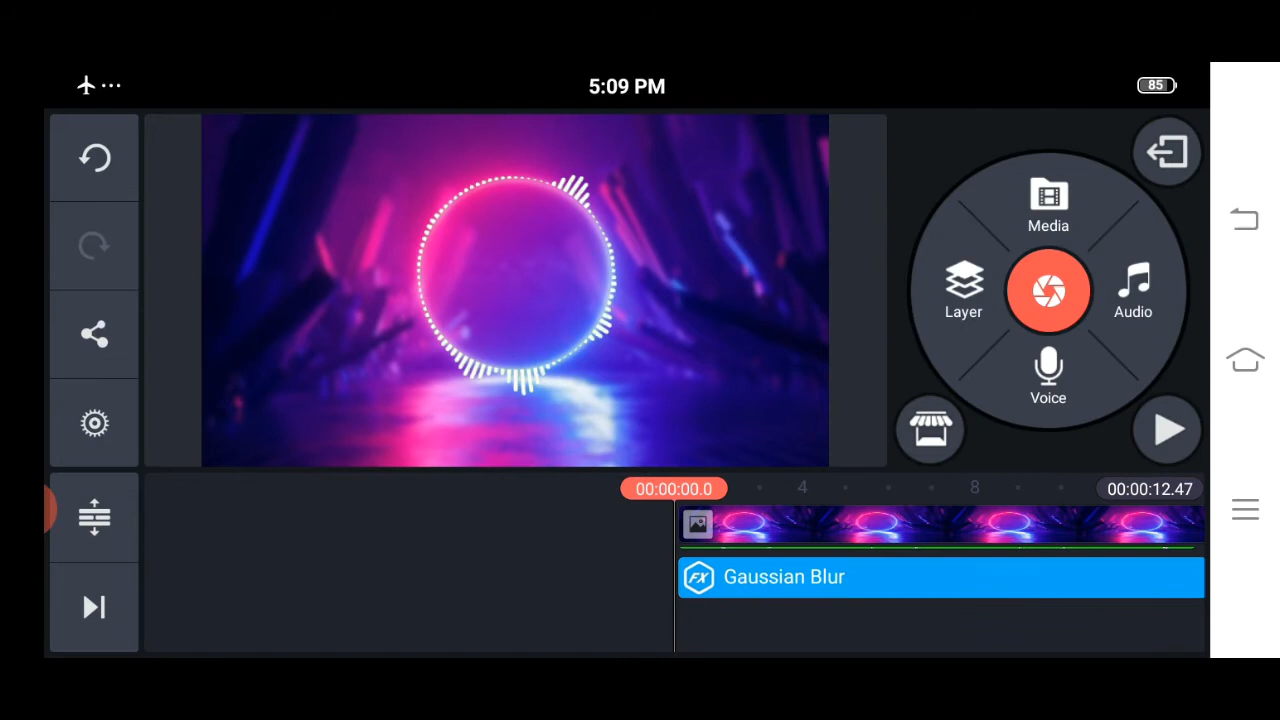 5:09 PM
85
Media
Layer
Audio
Voice
00:00:00.0
4
8
00:00:12.47
FX Gaussian Blur